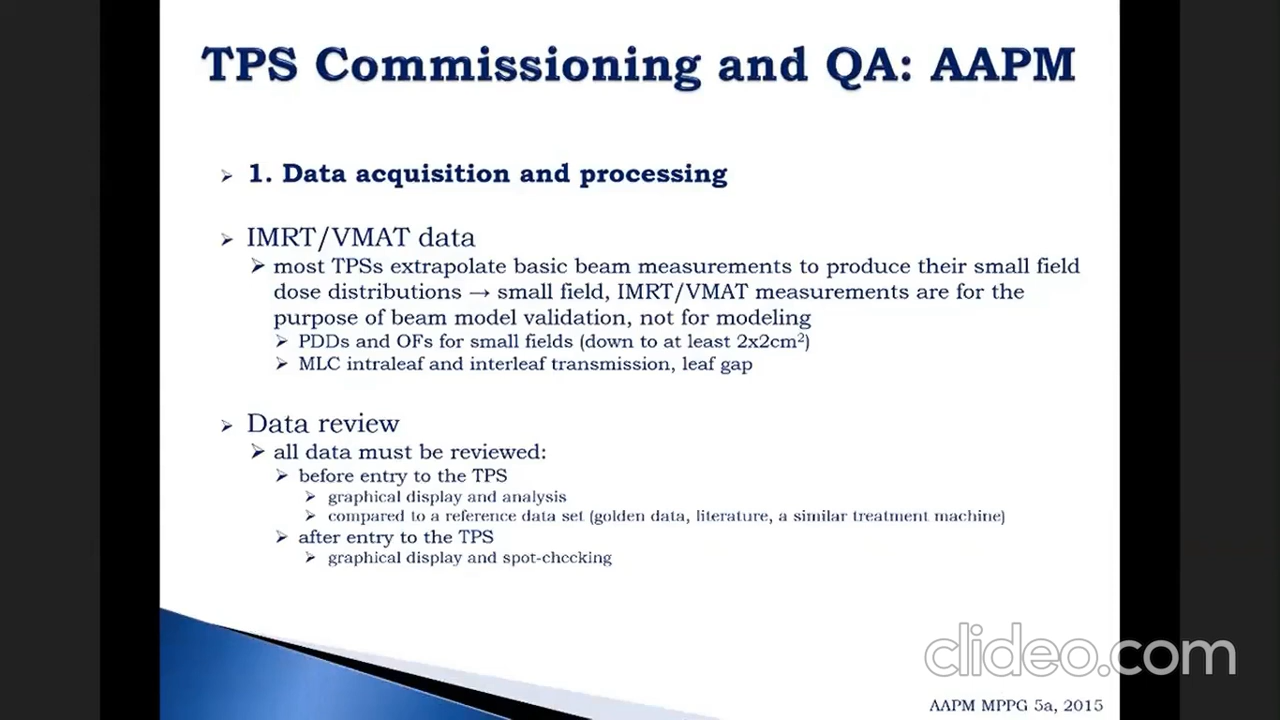 TPS Commissioning and QA: AAPM
1. Data acquisition and processing
IMRT/VMAT data
most TPSs extrapolate basic beam measurements to produce their small field
dose distributions → small field, IMRT/VMAT measurements are for the
purpose of beam model validation, not for modeling
PDDs and OFs for small fields (down to at least 2x2cm²)
MLC intraleaf and interleaf transmission, leaf gap
Data review
all data must be reviewed:
before entry to the TPS
graphical display and analysis
compared to a reference data set (golden data, literature, a similar treatment machine)
after entry to the TPS
graphical display and spot-checking
clideo.com
AAPM MPPG 5a, 2015